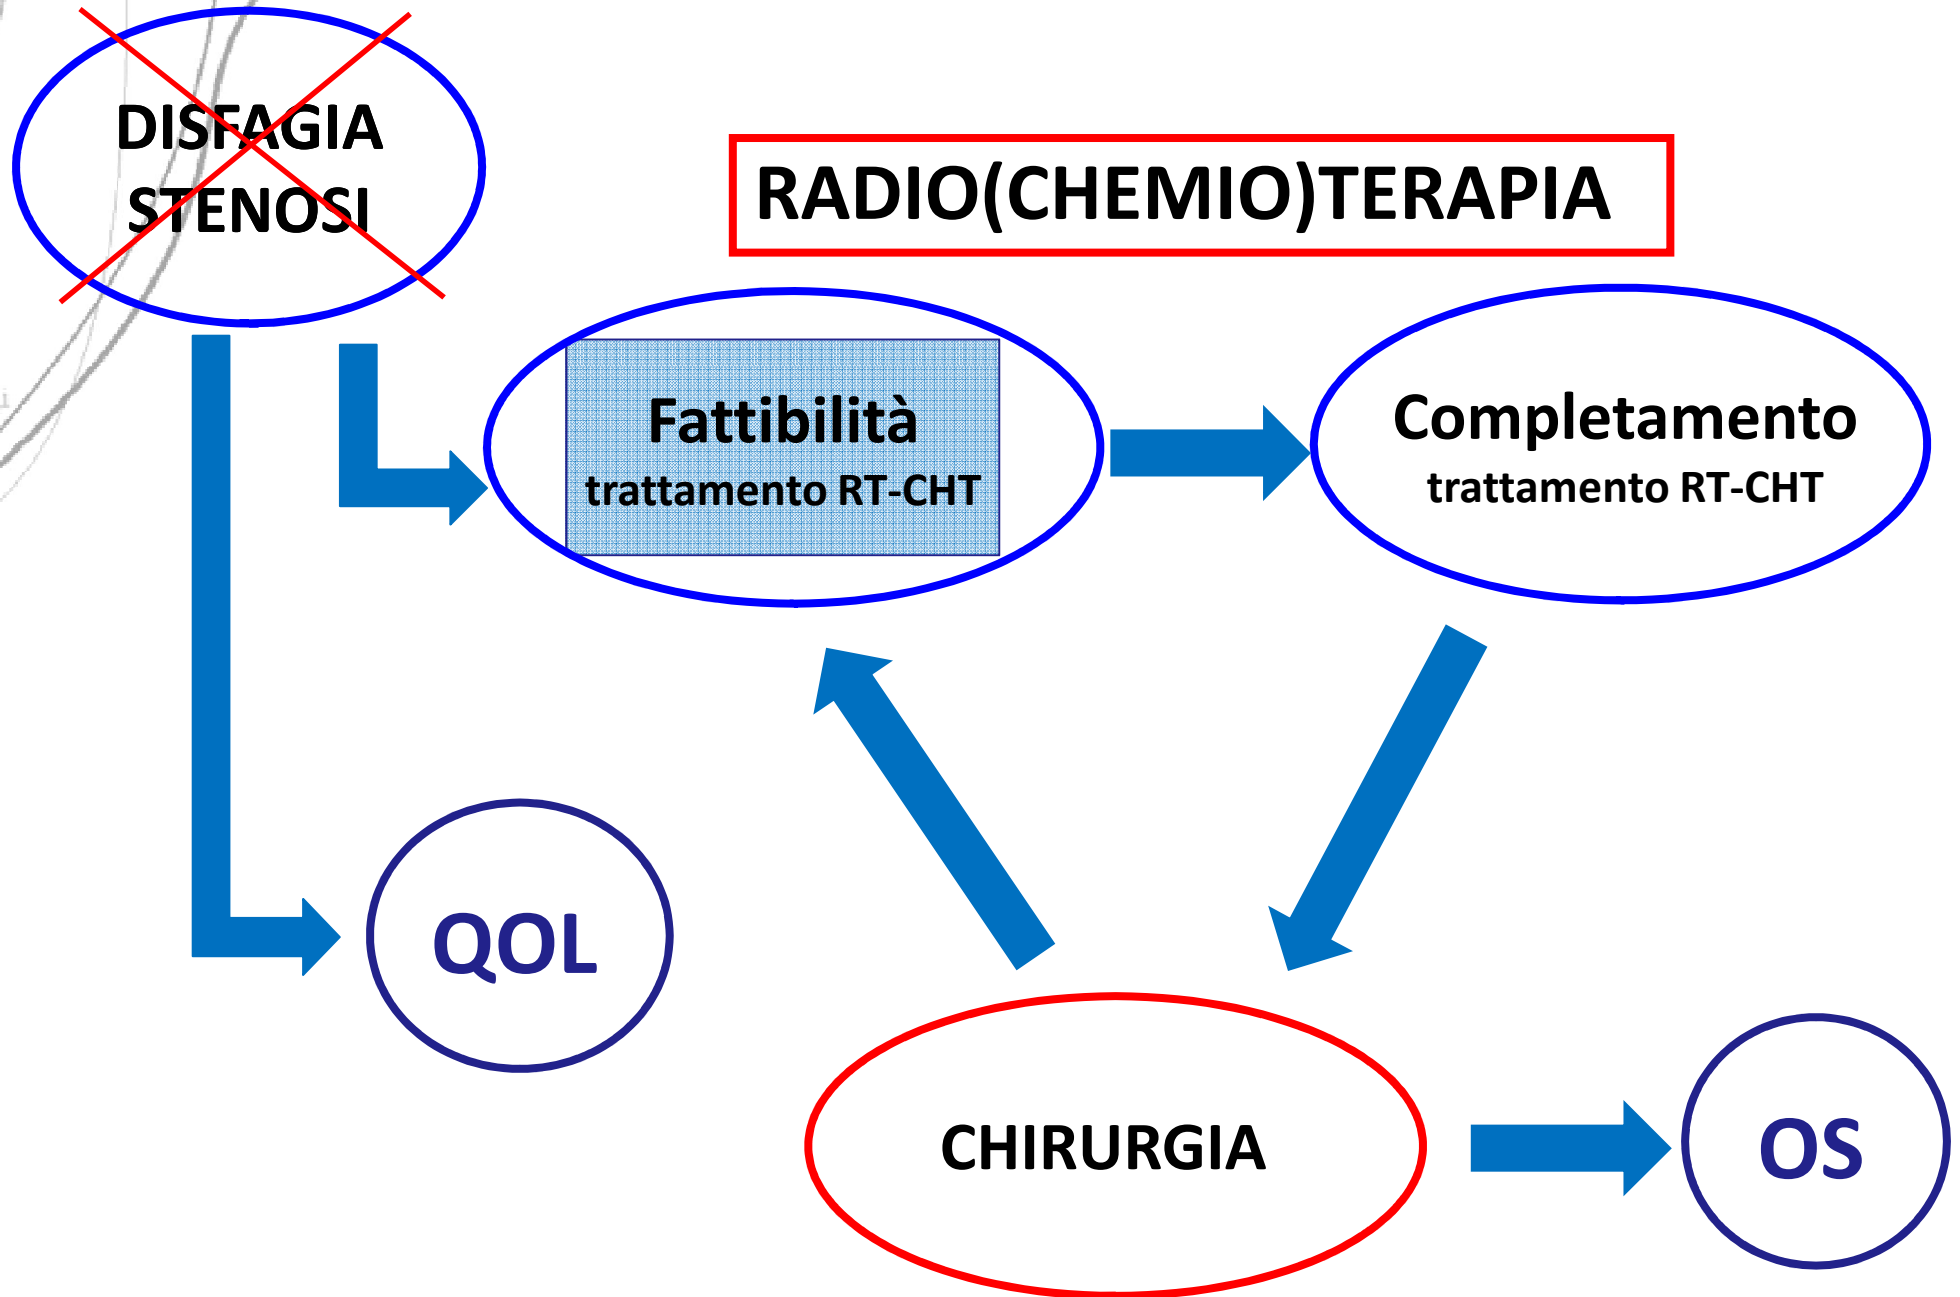 DISFAGIA
STENOSI
RADIO(CHEMIO)TERAPIA
Fattibilità
trattamento RT-CHT
Completamento
trattamento RT-CHT
QOL
CHIRURGIA
OS